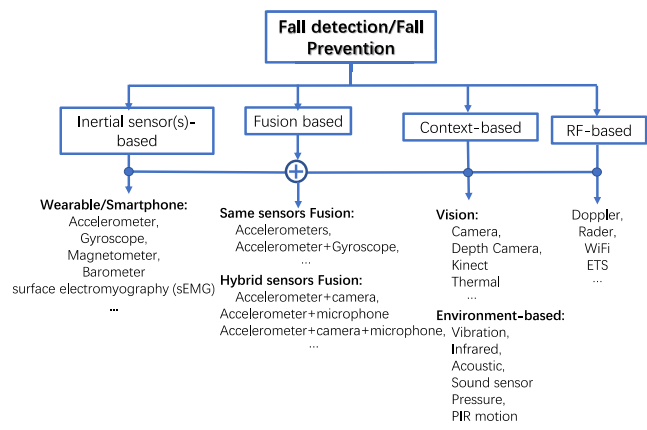 Fall detection/Fall
Prevention
Inertial sensor(s)-
based
Fusion based
Context-based
RF-based
Wearable/Smartphone:
Accelerometer,
Gyroscope,
Magnetometer,
Barometer
surface electromyography (sEMG)
...
Same sensors Fusion:
Accelerometers,
Accelerometer+Gyroscope,
...
Hybrid sensors Fusion:
Accelerometer+camera,
Accelerometer+microphone
Accelerometer+camera+microphone,
...
Vision:
Camera,
Depth Camera,
Kinect
Thermal
...
Environment-based:
Vibration,
Infrared,
Acoustic,
Sound sensor
Pressure,
PIR motion
Doppler,
Rader,
WiFi
ETS
...